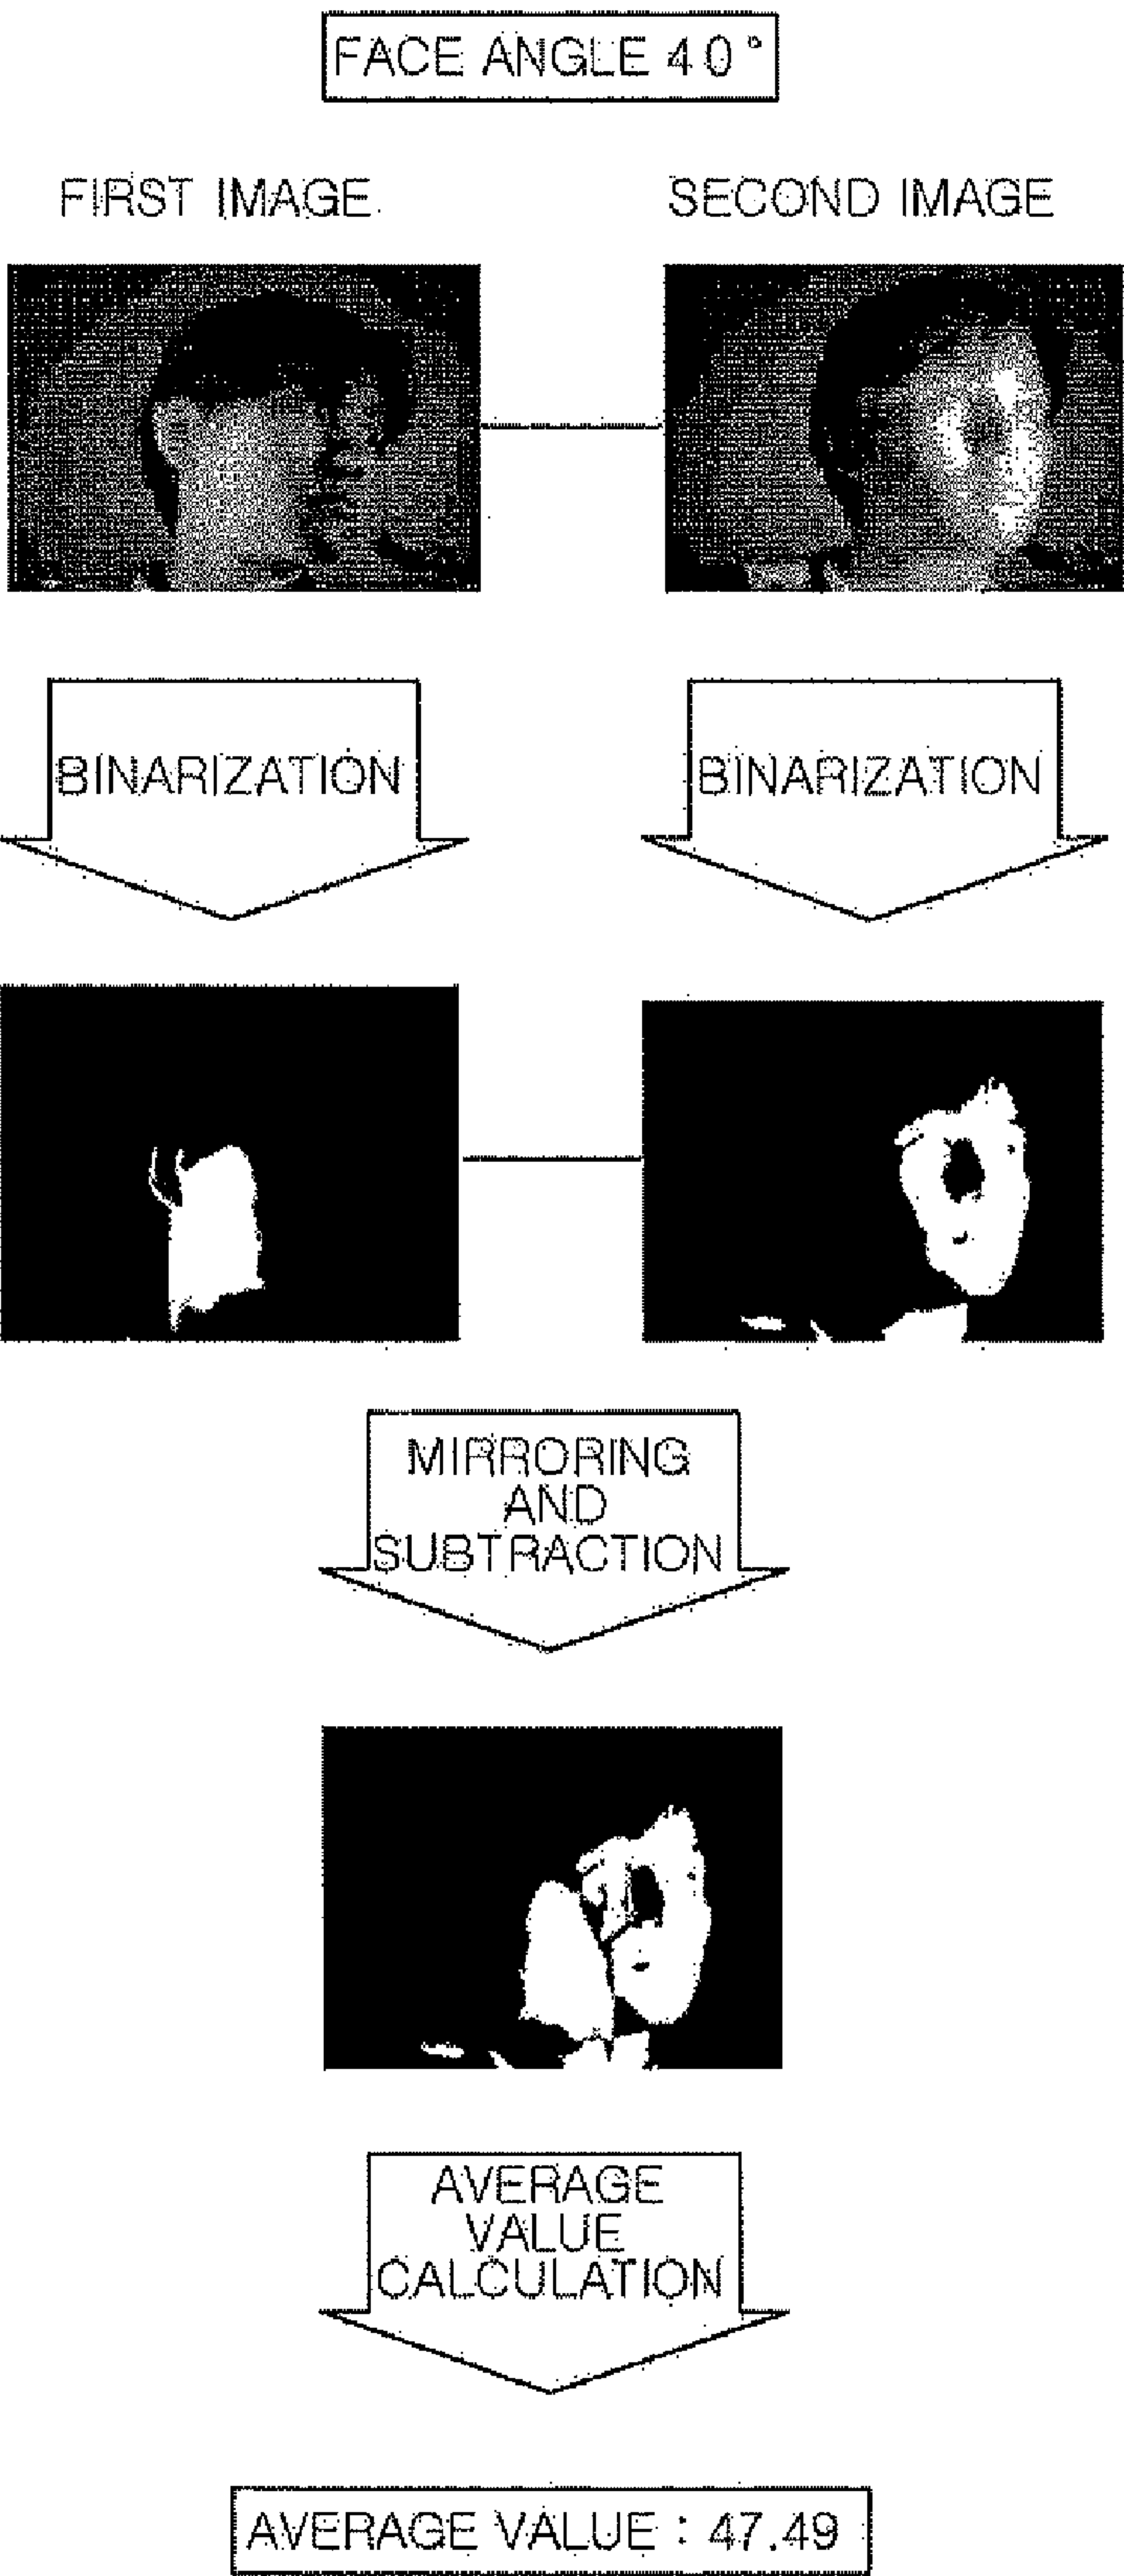 FACE ANGLE 40°
FIRST IMAGE
SECOND IMAGE
BINARIZATION
BINARIZATION
MIRRORING
AND
SUBTRACTION
AVERAGE
VALUE
CALCULATION
AVERAGE VALUE : 47.49